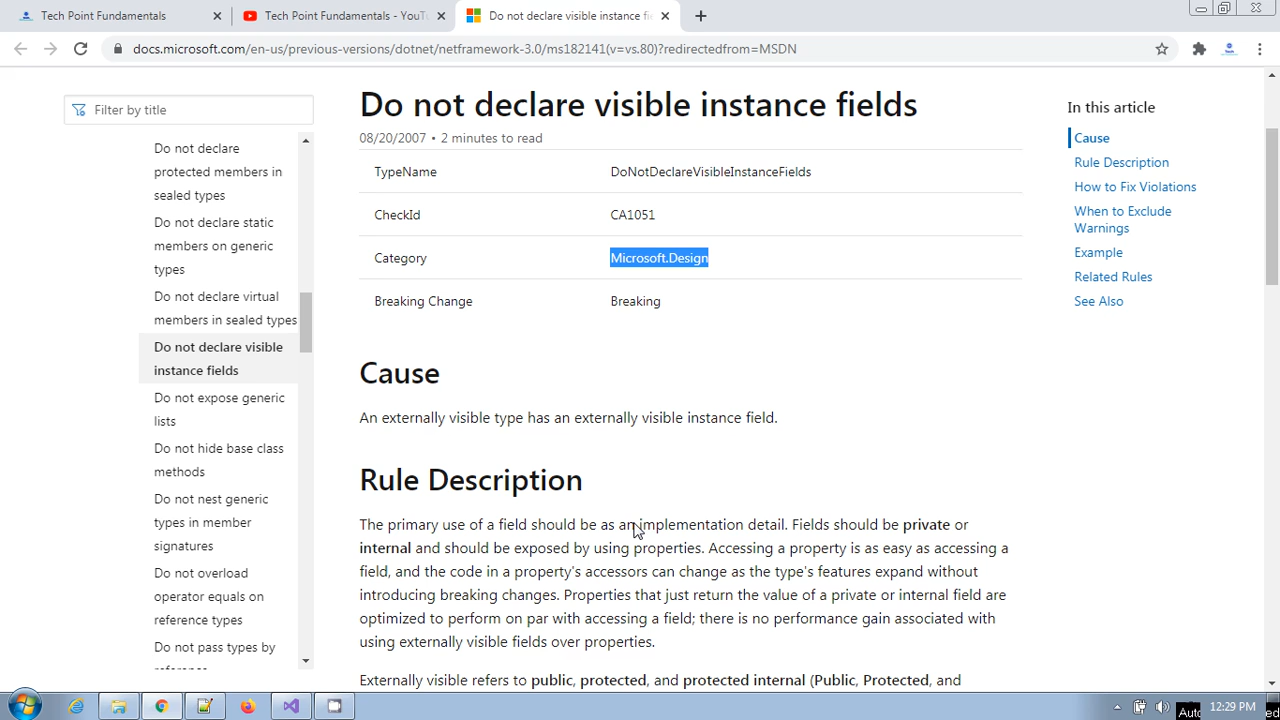 Tech Point Fundamentals
Tech Point Fundamentals - YouT
Do not declare visible instance fi
docs.microsoft.com/en-us/previous-versions/dotnet/netframework-3.0/ms182141(v=vs.80)?redirectedfrom=MSDN
Filter by title
Do not declare
protected members in
sealed types
Do not declare static
members on generic
types
Do not declare virtual
members in sealed types
Do not declare visible
instance fields
Do not expose generic
lists
Do not hide base class
methods
Do not nest generic
types in member
signatures
Do not overload
operator equals on
reference types
Do not pass types by
Do not declare visible instance fields
08/20/2007 • 2 minutes to read
TypeName DoNotDeclareVisibleInstanceFields
CheckId CA1051
Category Microsoft.Design
Breaking Change Breaking
Cause
An externally visible type has an externally visible instance field.
Rule Description
The primary use of a field should be as an implementation detail. Fields should be private or
internal and should be exposed by using properties. Accessing a property is as easy as accessing a
field, and the code in a property's accessors can change as the type's features expand without
introducing breaking changes. Properties that just return the value of a private or internal field are
optimized to perform on par with accessing a field; there is no performance gain associated with
using externally visible fields over properties.
Externally visible refers to public, protected, and protected internal (Public, Protected, and
In this article
Cause
Rule Description
How to Fix Violations
When to Exclude
Warnings
Example
Related Rules
See Also
12:29 PM